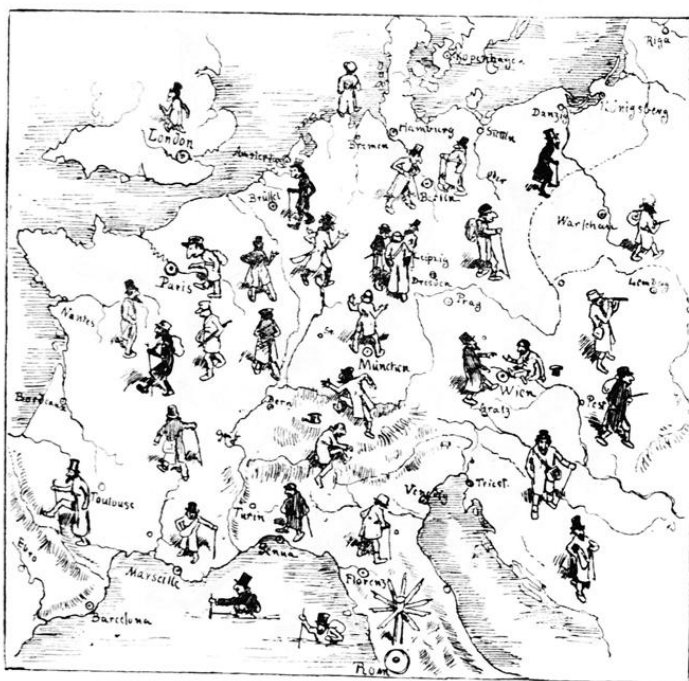 Riga
Kopenhagen
Königsberg
Danzig
Hamburg
Stettin
Bremen
London
Amsterdam
Berlin
Oder
Brüssel
Warschau
Leipzig
Paris
Dresden
Lemberg
Prag
Nantes
München
Wien
Bordeaux
Bern
Gratz
Pest
Venedig
Triest
Toulouse
Turin
Ebro
Genua
Marseille
Florenz
Barcelona
Rom